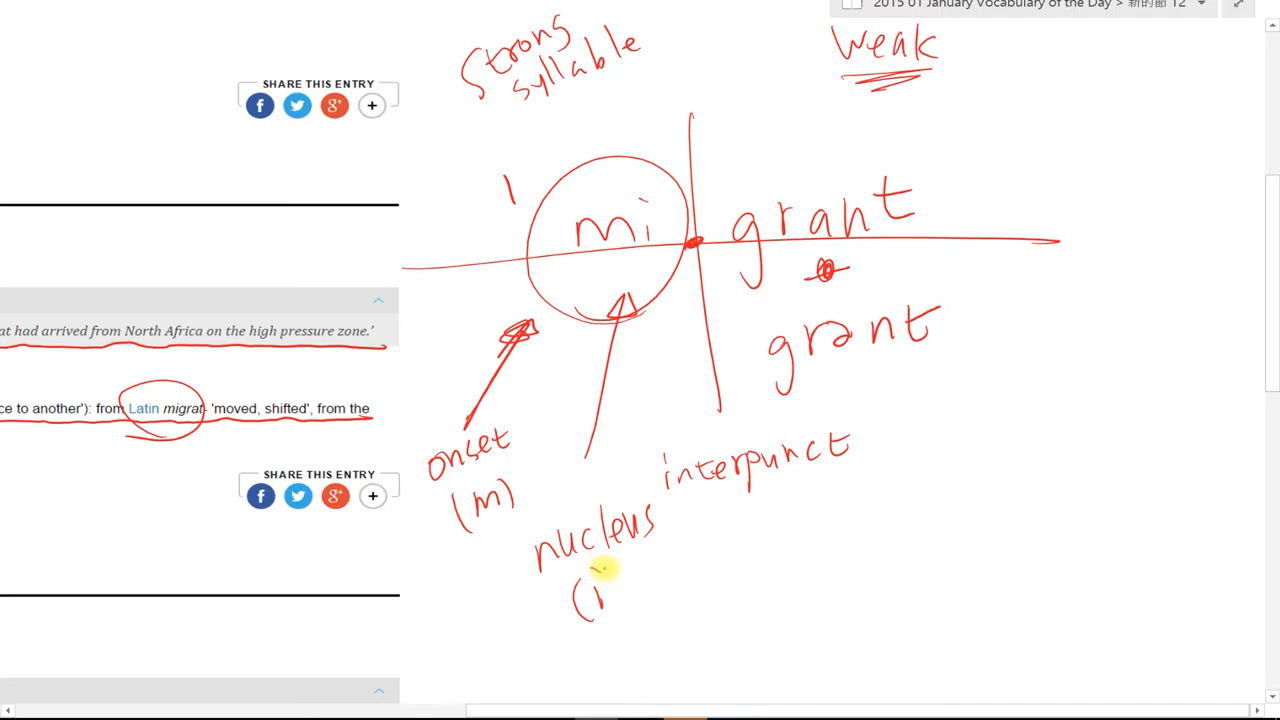 2015 01 January Vocabulary of the Day > 新的節 12
strong
syllable
weak
SHARE THIS ENTRY
mi grant
grant
at had arrived from North Africa on the high pressure zone.'
ce to another'): from Latin migrat- 'moved, shifted', from the
SHARE THIS ENTRY
onset
(m)
interpunct
nucleus
(